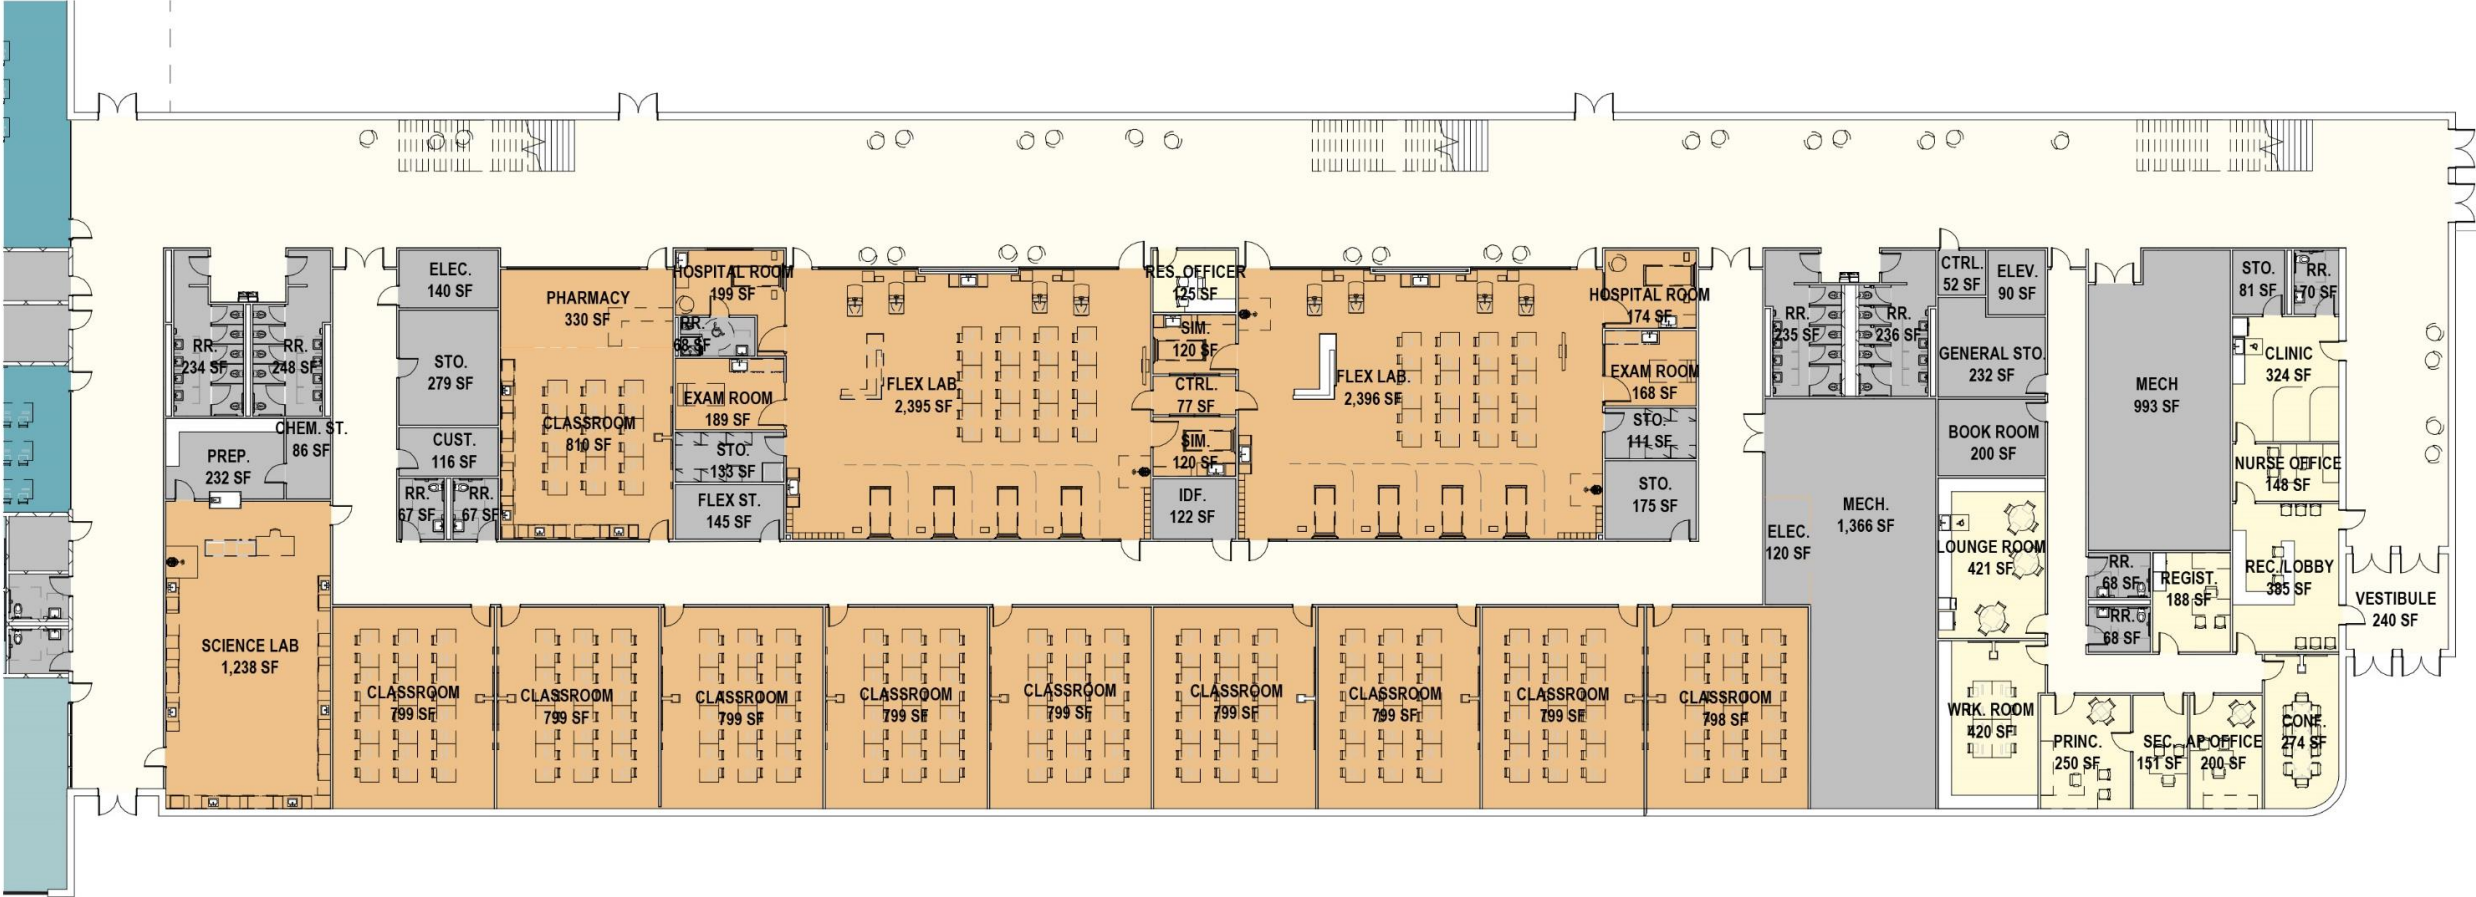 ELEC.
140 SF
STO.
279 SF
CUST.
116 SF
RR.
67 SF
RR.
67 SF
RR.
234 SF
RR.
248 SF
CHEM. ST.
86 SF
PREP.
232 SF
SCIENCE LAB
1,238 SF
PHARMACY
330 SF
CLASSROOM
810 SF
HOSPITAL ROOM
199 SF
RR.
68 SF
EXAM ROOM
189 SF
STO.
133 SF
FLEX ST.
145 SF
FLEX LAB.
2,395 SF
RES. OFFICER
125 SF
SIM.
120 SF
CTRL.
77 SF
SIM.
120 SF
IDF.
122 SF
FLEX LAB.
2,396 SF
HOSPITAL ROOM
174 SF
EXAM ROOM
168 SF
STO.
111 SF
STO.
175 SF
RR.
235 SF
RR.
236 SF
CTRL.
52 SF
ELEV.
90 SF
GENERAL STO.
232 SF
BOOK ROOM
200 SF
MECH.
1,366 SF
ELEC.
120 SF
LOUNGE ROOM
421 SF
WRK. ROOM
420 SF
MECH
993 SF
STO.
81 SF
RR.
70 SF
CLINIC
324 SF
NURSE OFFICE
148 SF
REC./LOBBY
385 SF
RR.
68 SF
RR.
68 SF
REGIST.
188 SF
VESTIBULE
240 SF
PRINC.
250 SF
SEC.
151 SF
AP OFFICE
200 SF
CONF.
274 SF
CLASSROOM
799 SF
CLASSROOM
799 SF
CLASSROOM
799 SF
CLASSROOM
799 SF
CLASSROOM
799 SF
CLASSROOM
799 SF
CLASSROOM
799 SF
CLASSROOM
799 SF
CLASSROOM
798 SF